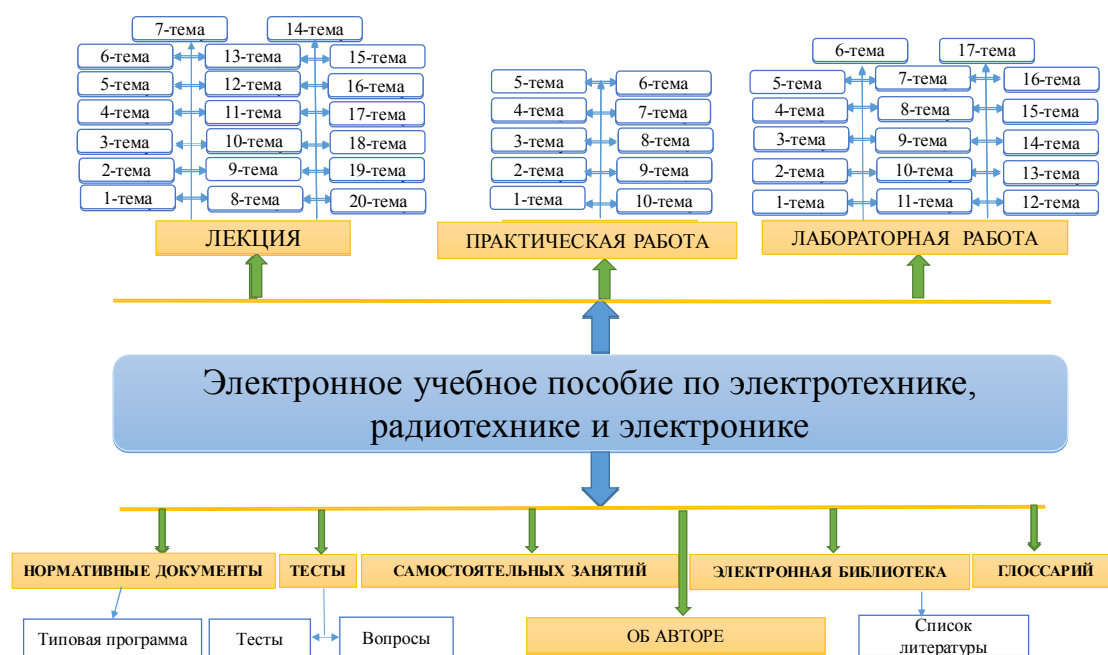 7-тема
14-тема
6-тема
13-тема
15-тема
5-тема
12-тема
16-тема
4-тема
11-тема
17-тема
3-тема
10-тема
18-тема
2-тема
9-тема
19-тема
1-тема
8-тема
20-тема
ЛЕКЦИЯ
5-тема
6-тема
4-тема
7-тема
3-тема
8-тема
2-тема
9-тема
1-тема
10-тема
ПРАКТИЧЕСКАЯ РАБОТА
6-тема
17-тема
5-тема
7-тема
16-тема
4-тема
8-тема
15-тема
3-тема
9-тема
14-тема
2-тема
10-тема
13-тема
1-тема
11-тема
12-тема
ЛАБОРАТОРНАЯ РАБОТА
Электронное учебное пособие по электротехнике,
радиотехнике и электронике
НОРМАТИВНЫЕ ДОКУМЕНТЫ
ТЕСТЫ
САМОСТОЯТЕЛЬНЫХ ЗАНЯТИЙ
ЭЛЕКТРОННАЯ БИБЛИОТЕКА
ГЛОССАРИЙ
Типовая программа
Тесты
Вопросы
ОБ АВТОРЕ
Список
литературы